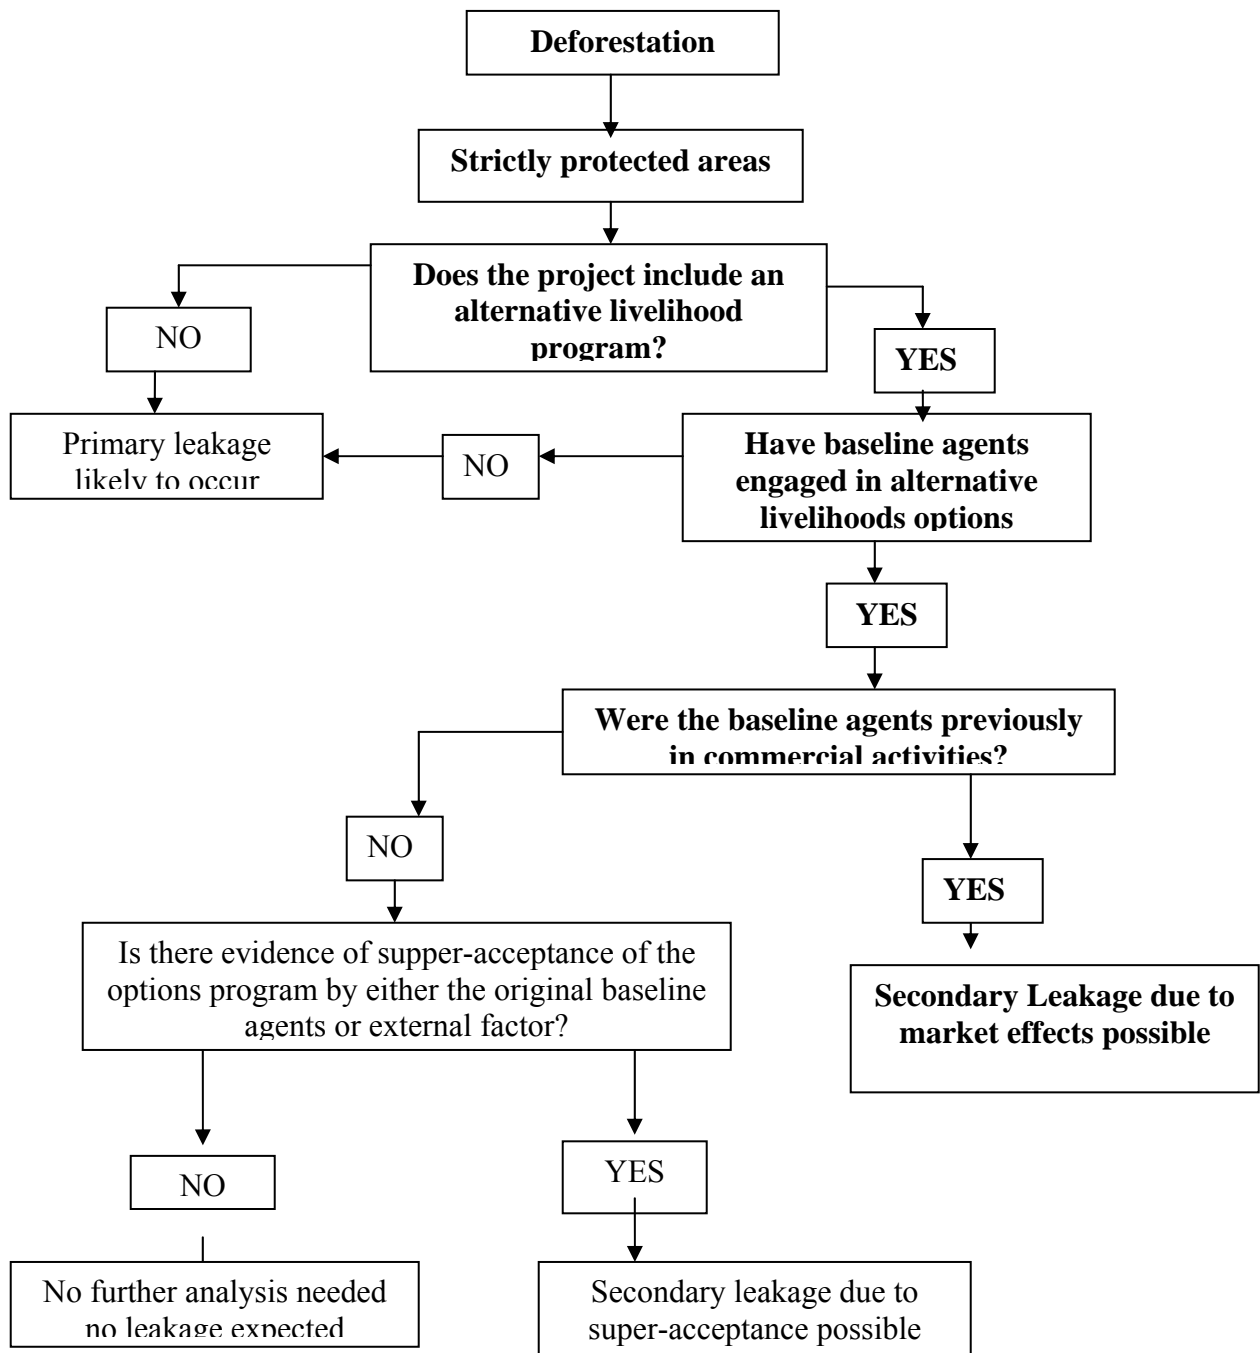 Deforestation
Strictly protected areas
Does the project include an
alternative livelihood
program?
NO
YES
Primary leakage
likely to occur
NO
Have baseline agents
engaged in alternative
livelihoods options
YES
Were the baseline agents previously
in commercial activities?
NO
YES
Is there evidence of supper-acceptance of the
options program by either the original baseline
agents or external factor?
Secondary Leakage due to
market effects possible
NO
YES
No further analysis needed
no leakage expected
Secondary leakage due to
super-acceptance possible